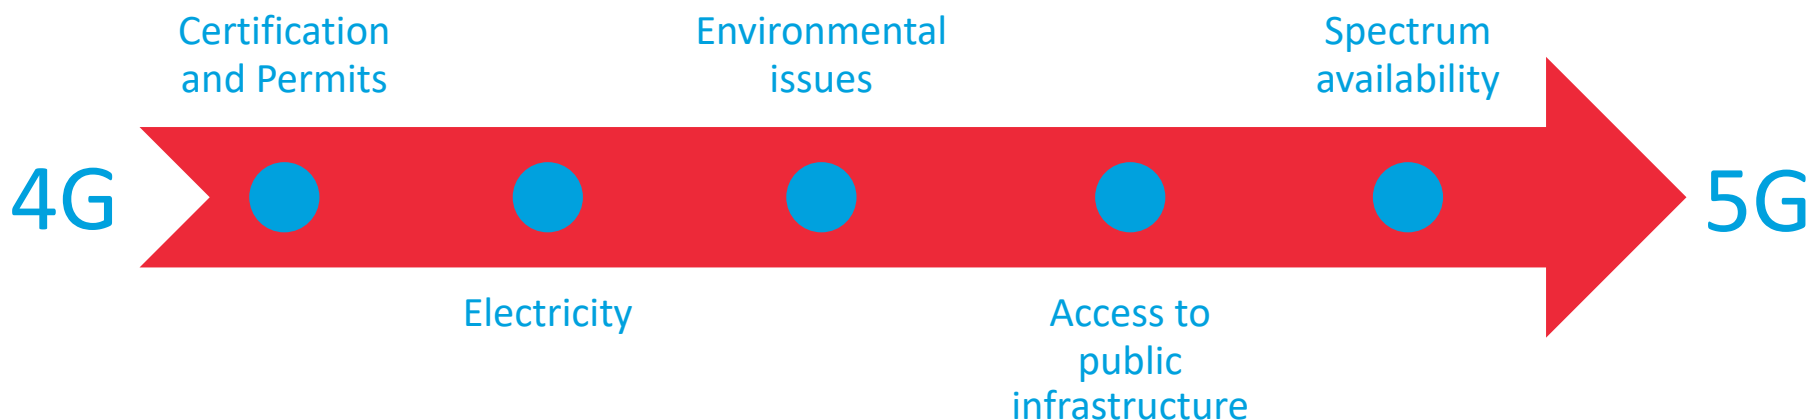 4G
Certification
and Permits
Electricity
Environmental
issues
Access to
public
infrastructure
Spectrum
availability
5G